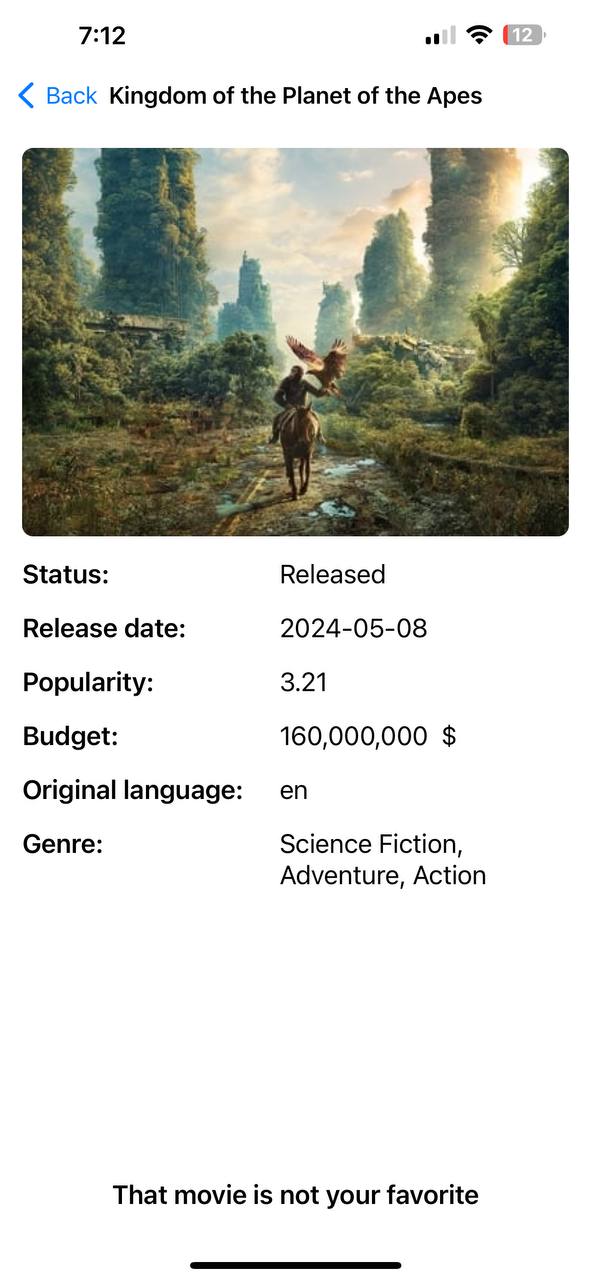 7:12
12
Back Kingdom of the Planet of the Apes
Status: Released
Release date: 2024-05-08
Popularity: 3.21
Budget: 160,000,000 $
Original language: en
Genre: Science Fiction,
Adventure, Action
That movie is not your favorite